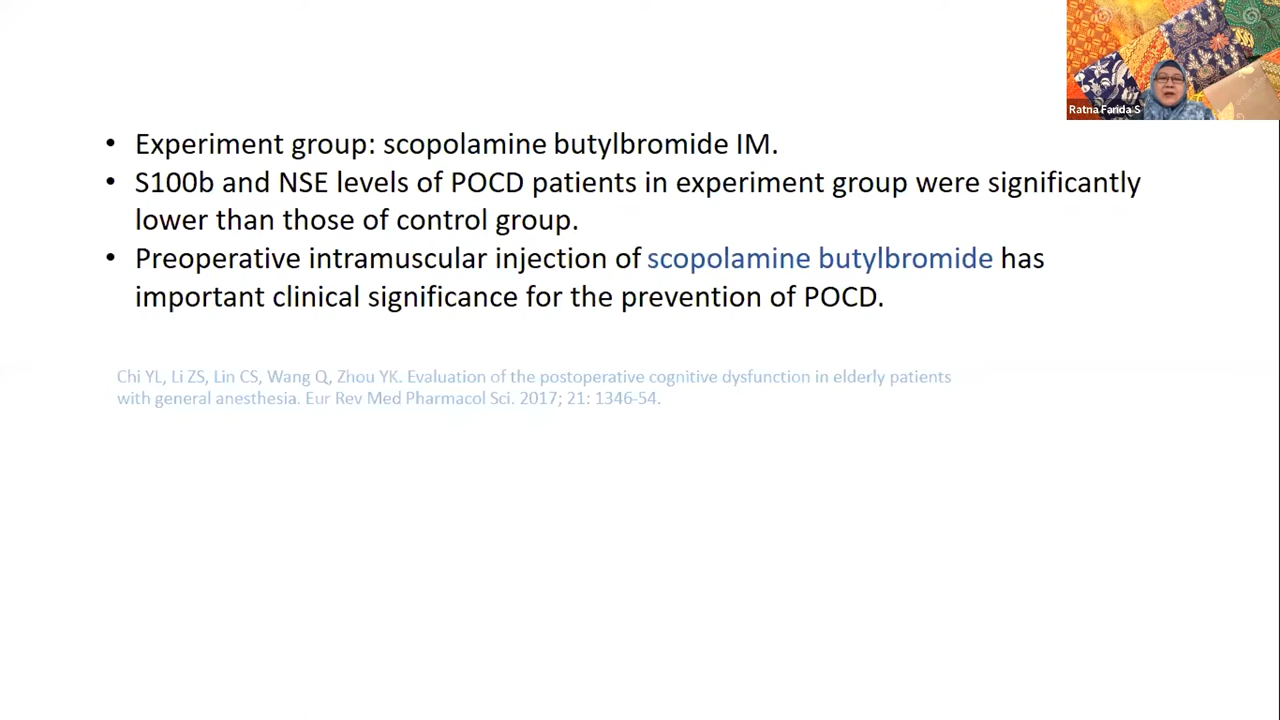 Ratna Farida S
• Experiment group: scopolamine butylbromide IM.
• S100b and NSE levels of POCD patients in experiment group were significantly
lower than those of control group.
• Preoperative intramuscular injection of scopolamine butylbromide has
important clinical significance for the prevention of POCD.
Chi YL, Li ZS, Lin CS, Wang Q, Zhou YK. Evaluation of the postoperative cognitive dysfunction in elderly patients
with general anesthesia. Eur Rev Med Pharmacol Sci. 2017; 21: 1346-54.